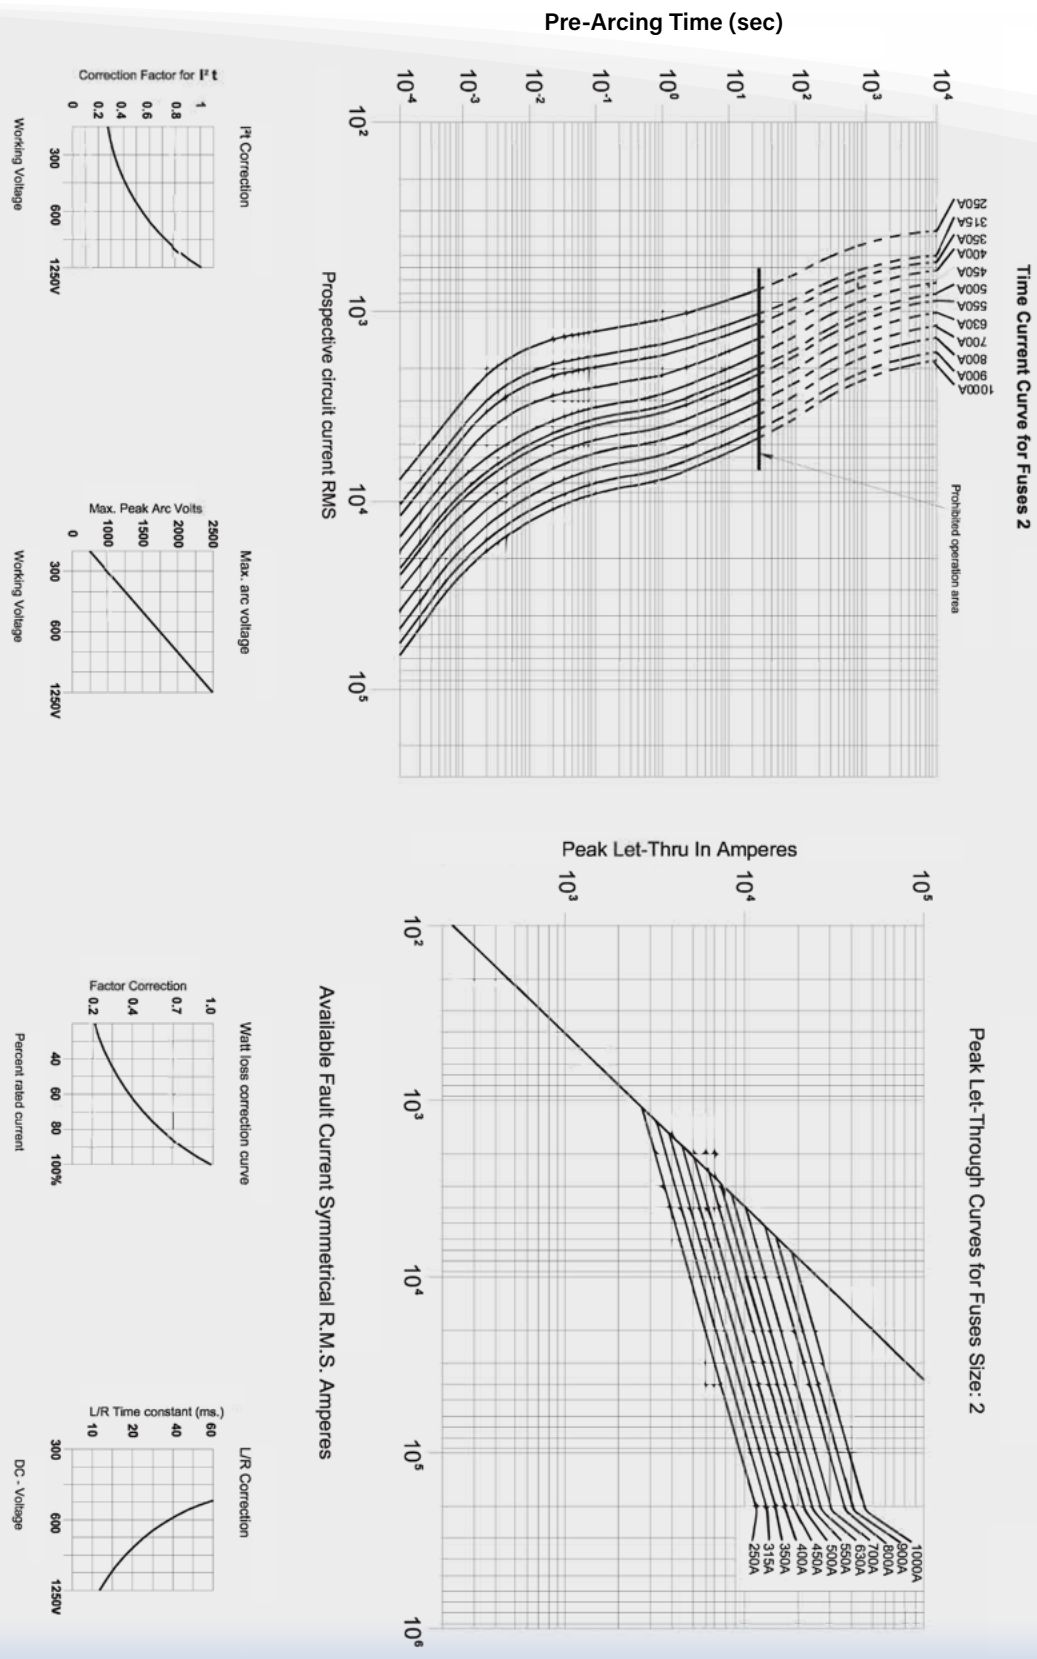 Pre-Arcing Time (sec)
Time Current Curve for Fuses 2
10⁴
10³
10²
10¹
10⁰
10⁻¹
10⁻²
10⁻³
10⁻⁴
10²
10³
10⁴
10⁵
Prospective circuit current RMS
250A
315A
350A
400A
450A
500A
550A
630A
700A
800A
900A
1000A
Prohibited operation area
I²t Correction
Correction Factor for I² t
1
0.8
0.6
0.4
0.2
0
300
600
1250V
Working Voltage
Max. arc voltage
Max. Peak Arc Volts
2500
2000
1500
1000
0
300
600
1250V
Working Voltage
Peak Let-Through Curves for Fuses Size: 2
Peak Let-Thru In Amperes
10⁵
10⁴
10³
10²
10³
10⁴
10⁵
10⁶
Available Fault Current Symmetrical R.M.S. Amperes
1000A
900A
800A
700A
630A
550A
500A
450A
400A
350A
315A
250A
Watt loss correction curve
Factor Correction
1.0
0.7
0.4
0.2
40
60
80
100%
Percent rated current
L/R Correction
L/R Time constant (ms.)
60
40
20
10
300
600
1250V
DC - Voltage